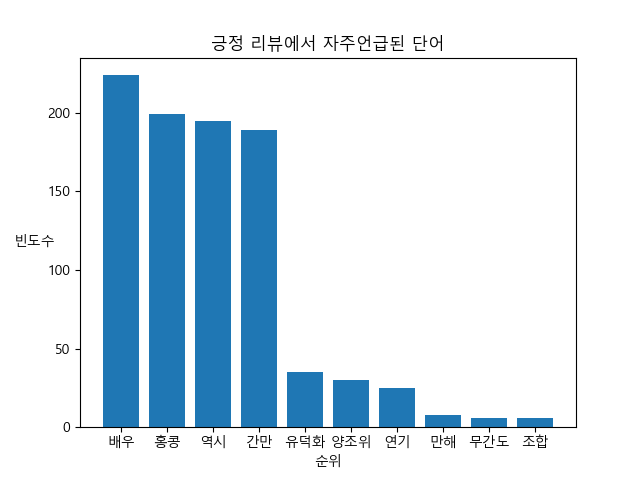 긍정 리뷰에서 자주언급된 단어
빈도수
200
150
100
50
0
배우 홍콩 역시 간만 유덕화 양조위 연기 만해 무간도 조합
순위